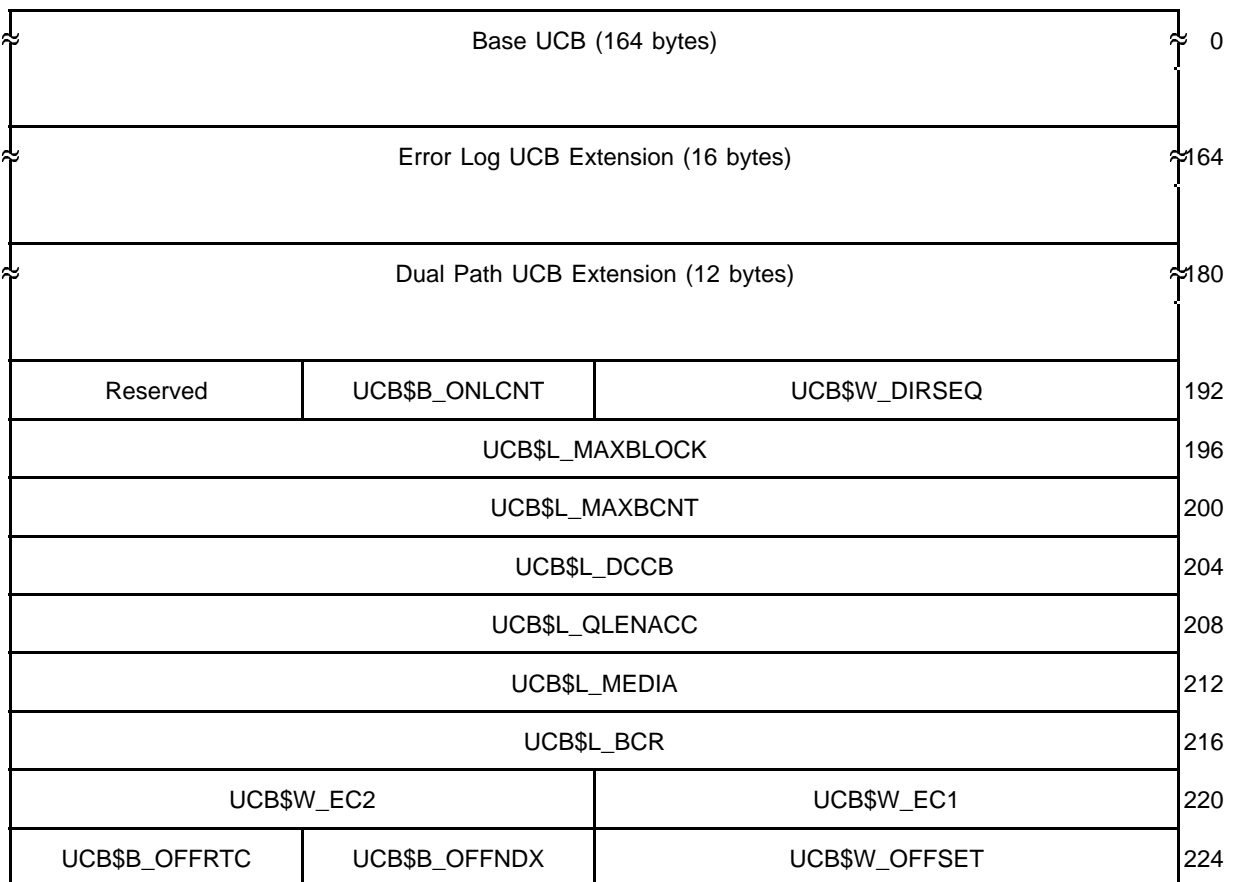 Base UCB (164 bytes) 0
Error Log UCB Extension (16 bytes) 164
Dual Path UCB Extension (12 bytes) 180
Reserved UCB$B_ONLCNT UCB$W_DIRSEQ 192
UCB$L_MAXBLOCK 196
UCB$L_MAXBCNT 200
UCB$L_DCCB 204
UCB$L_QLENACC 208
UCB$L_MEDIA 212
UCB$L_BCR 216
UCB$W_EC2 UCB$W_EC1 220
UCB$B_OFFRTC UCB$B_OFFNDX UCB$W_OFFSET 224